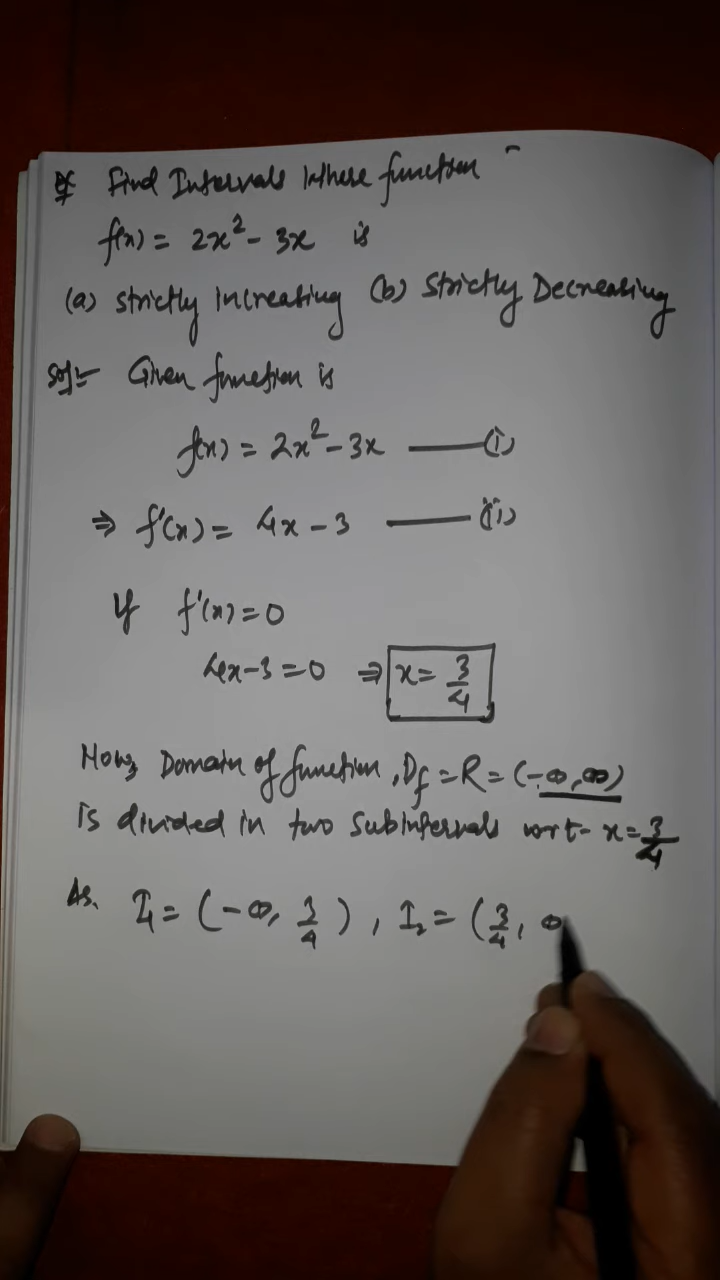 Find Intervals Where function
f(x) = 2x² - 3x is
(a) strictly Increasing (b) Strictly Decreasing
Sol:- Given function is
f(x) = 2x² - 3x —— (i)
⇒ f'(x) = 4x - 3 —— (ii)
If f'(x) = 0
4x - 3 = 0 ⇒ x = 3/4
Now, Domain of function, Df = R = (-∞, ∞)
is divided in two Subintervals w.r.t- x = 3/4
As. I₁ = (-∞, 3/4), I₂ = (3/4, ∞